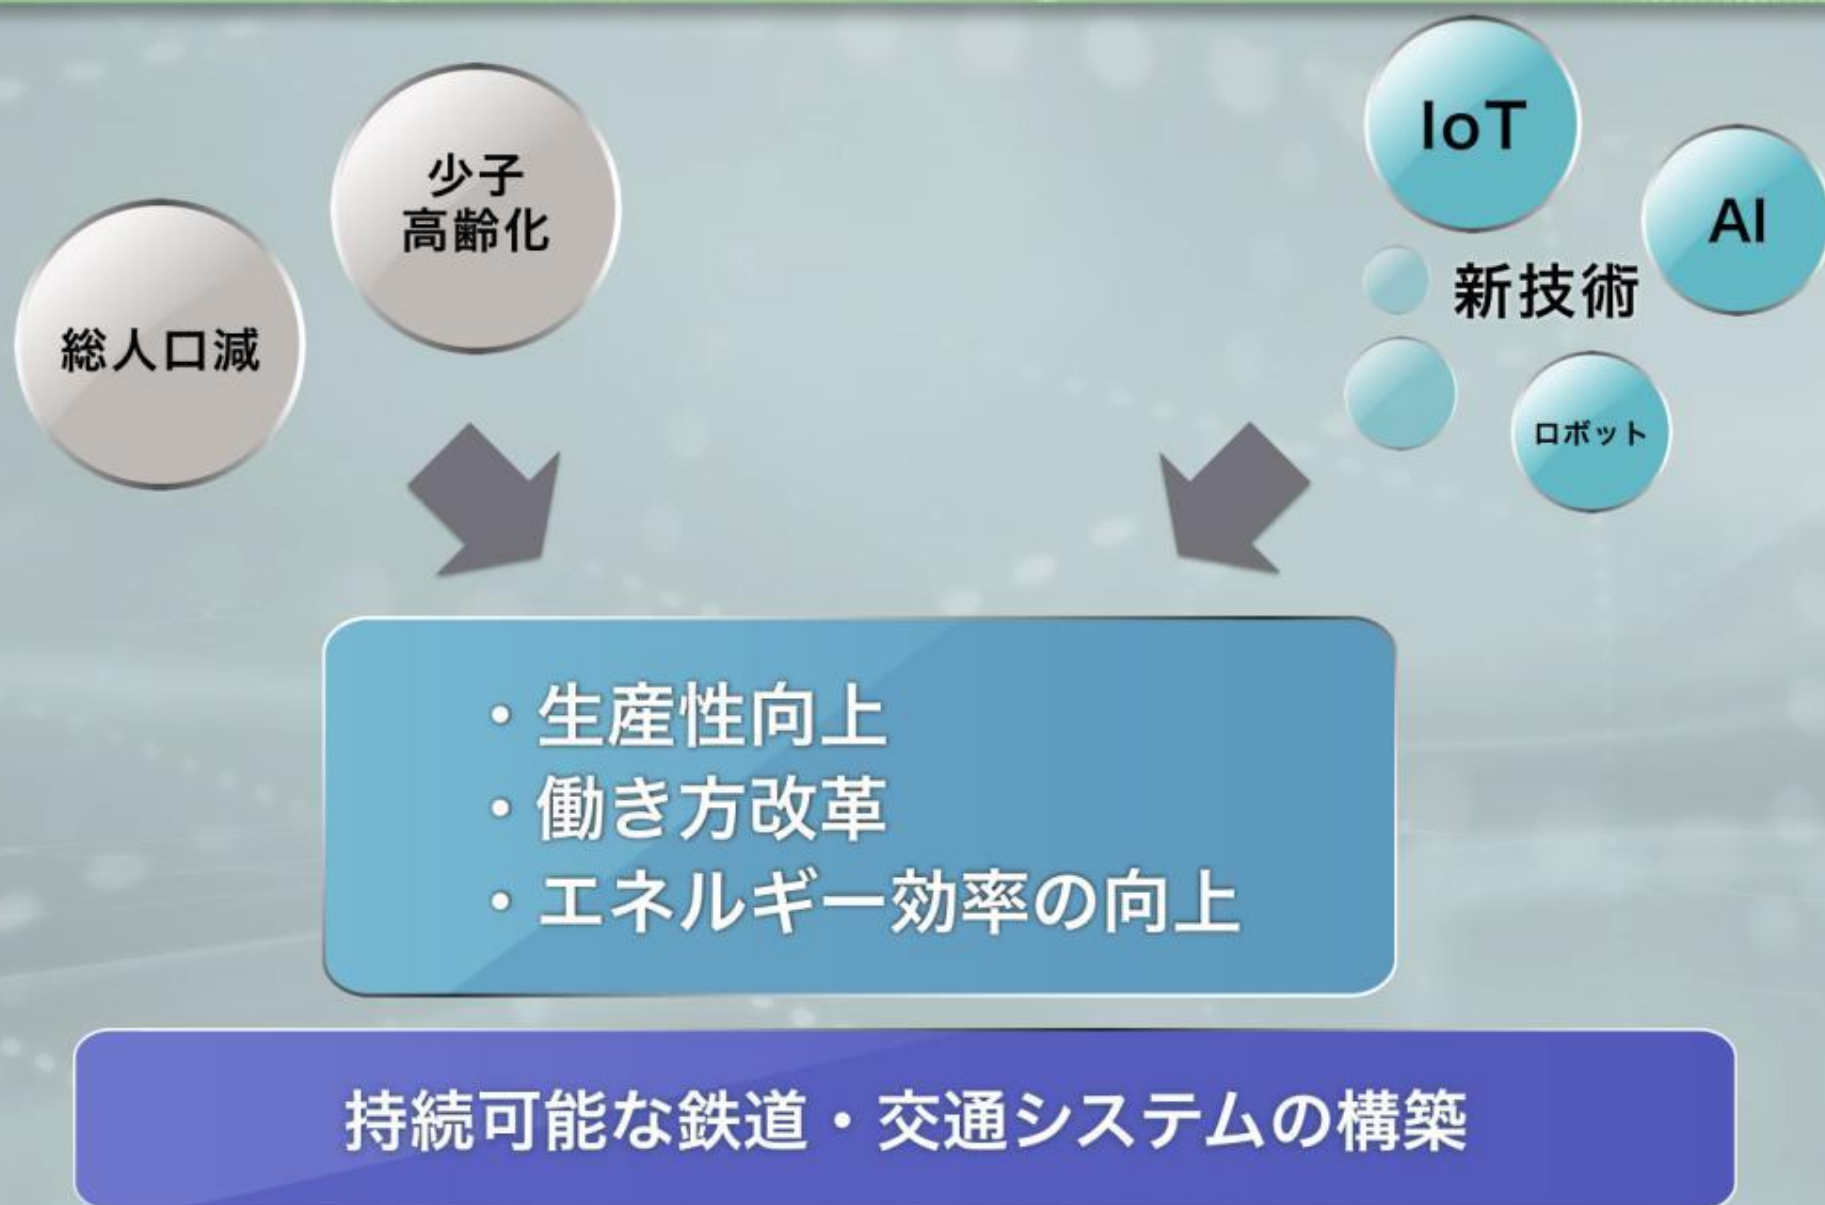 総人口減
少子
高齢化
IoT
AI
新技術
ロボット
・生産性向上
・働き方改革
・エネルギー効率の向上
持続可能な鉄道・交通システムの構築